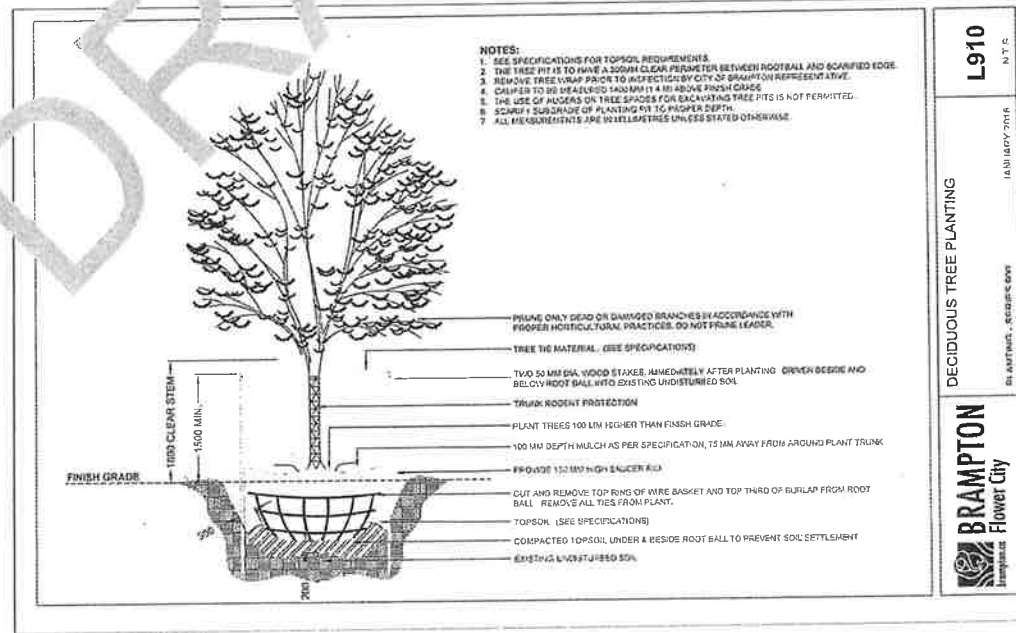 DRA
NOTES:
1. SEE SPECIFICATIONS FOR TOPSOIL REQUIREMENTS.
2. THE TREE PIT IS TO HAVE A 300MM CLEAR PERIMETER BETWEEN ROOTBALL AND SCARIFIED EDGE.
3. REMOVE TREE WRAP PRIOR TO INSPECTION BY CITY OF BRAMPTON REPRESENTATIVE.
4. CALIPER TO BE MEASURED 1400 MM (1.4 M) ABOVE FINISH GRADE
5. THE USE OF AUGERS OR TREE SPADES FOR EXCAVATING TREE PITS IS NOT PERMITTED.
6. SCARIFY SUBGRADE OF PLANTING PIT TO PROPER DEPTH.
7. ALL MEASUREMENTS ARE IN MILLIMETRES UNLESS STATED OTHERWISE.
PRUNE ONLY DEAD OR DAMAGED BRANCHES IN ACCORDANCE WITH
PROPER HORTICULTURAL PRACTICES. DO NOT PRUNE LEADER.
TREE TIE MATERIAL. (SEE SPECIFICATIONS)
TWO 50 MM DIA. WOOD STAKES, IMMEDIATELY AFTER PLANTING DRIVEN BESIDE AND
BELOW ROOT BALL INTO EXISTING UNDISTURBED SOIL
TRUNK RODENT PROTECTION
PLANT TREES 100 MM HIGHER THAN FINISH GRADE.
100 MM DEPTH MULCH AS PER SPECIFICATION, 75 MM AWAY FROM AROUND PLANT TRUNK
PROVIDE HIGH SAUCER
CUT AND REMOVE TOP RING OF WIRE BASKET AND TOP THIRD OF BURLAP FROM ROOT
BALL REMOVE ALL TIES FROM PLANT.
TOPSOIL (SEE SPECIFICATIONS)
COMPACTED TOPSOIL UNDER & BESIDE ROOT BALL TO PREVENT SOIL SETTLEMENT
EXISTING UNDISTURBED SOIL
1800 CLEAR STEM
1500 MIN.
FINISH GRADE
200
L910
N T S
DECIDUOUS TREE PLANTING
JANUARY 2016
PLANTING - SERIES 900
BRAMPTON
Flower City
brampton.ca